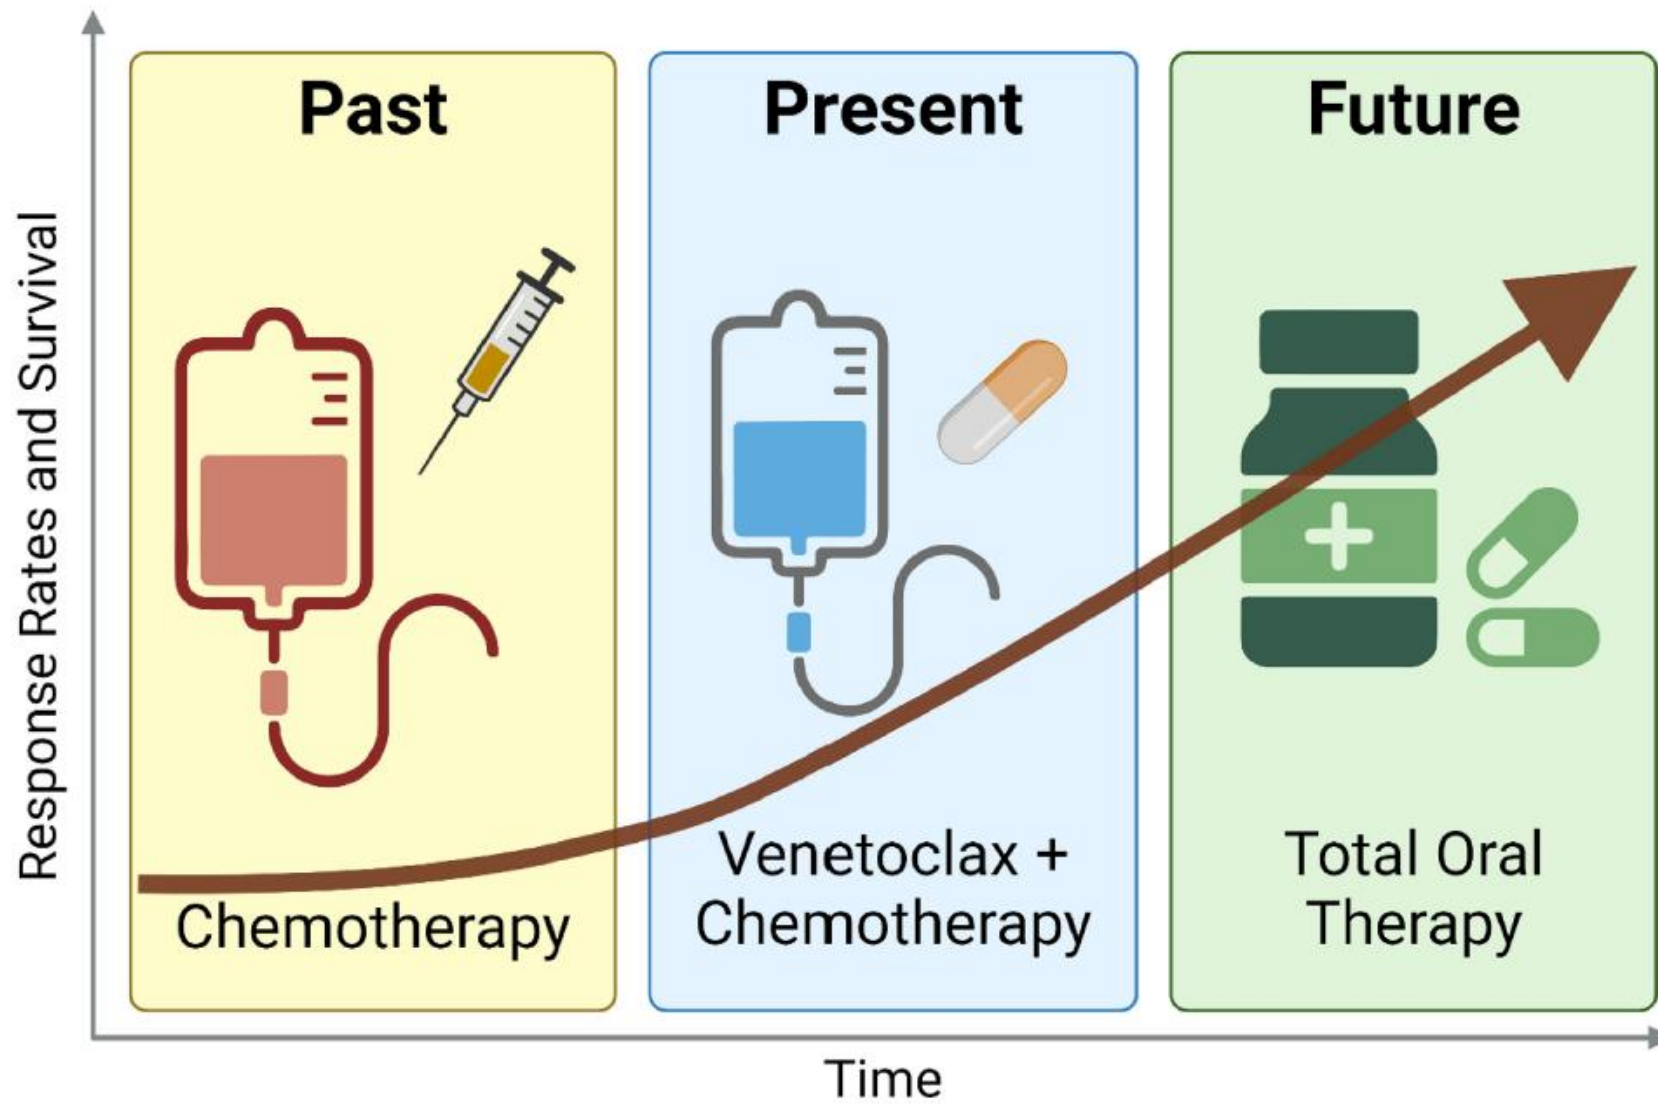 Past
Present
Future
Response Rates and Survival
Chemotherapy
Venetoclax +
Chemotherapy
Total Oral
Therapy
Time